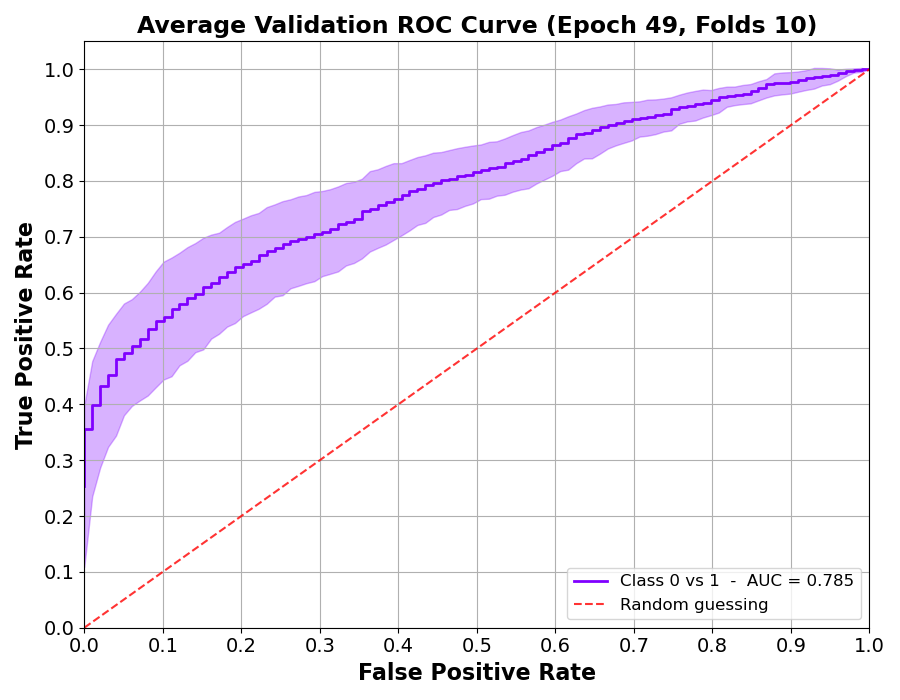 Average Validation ROC Curve (Epoch 49, Folds 10)
True Positive Rate
1.0
0.9
0.8
0.7
0.6
0.5
0.4
0.3
0.2
0.1
0.0
Class 0 vs 1 - AUC = 0.785
Random guessing
0.0 0.1 0.2 0.3 0.4 0.5 0.6 0.7 0.8 0.9 1.0
False Positive Rate